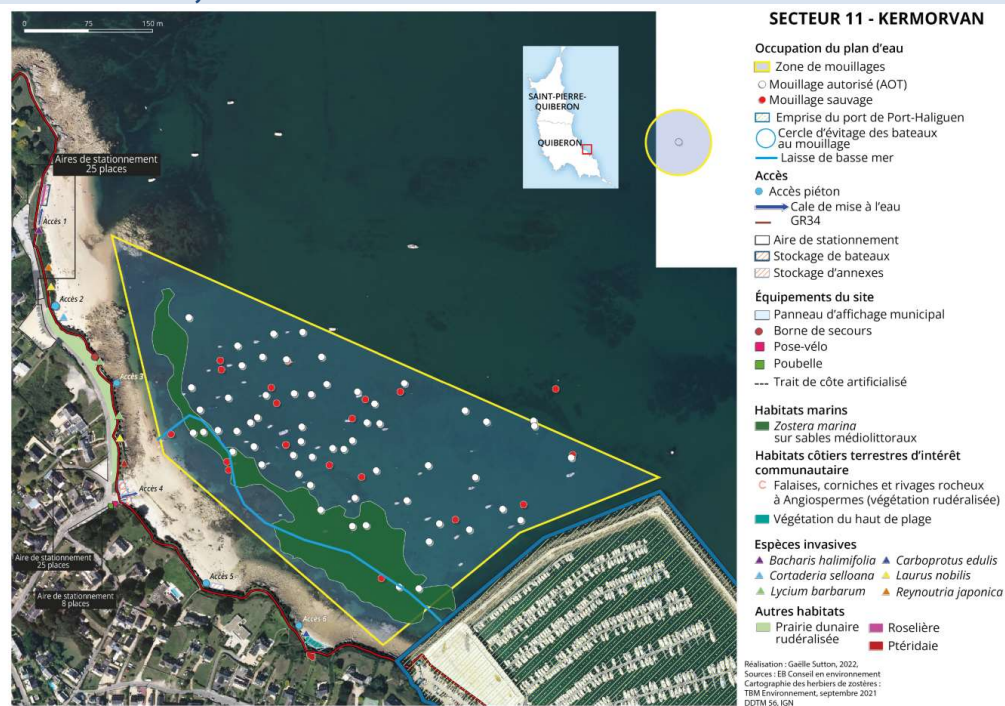 0 75 150 m
SECTEUR 11 - KERMORVAN
Occupation du plan d'eau
Zone de mouillages
Mouillage autorisé (AOT)
Mouillage sauvage
Emprise du port de Port-Haliguen
Cercle d'évitage des bateaux
au mouillage
Laisse de basse mer
Accès
Accès piéton
Cale de mise à l'eau
GR34
Aire de stationnement
Stockage de bateaux
Stockage d'annexes
Équipements du site
Panneau d'affichage municipal
Borne de secours
Pose-vélo
Poubelle
Trait de côte artificialisé
Habitats marins
Zostera marina
sur sables médiolittoraux
Habitats côtiers terrestres d'intérêt
communautaire
Falaises, corniches et rivages rocheux
à Angiospermes (végétation rudéralisée)
Végétation du haut de plage
Espèces invasives
Bacharis halimifolia Carboprotus edulis
Cortaderia selloana Laurus nobilis
Lycium barbarum Reynoutria japonica
Autres habitats
Prairie dunaire
rudéralisée
Roselière
Ptéridaie
Réalisation : Gaëlle Sutton, 2022,
Sources : EB Conseil en environnement
Cartographie des herbiers de zostères :
TBM Environnement, septembre 2021
DDTM 56, IGN
SAINT-PIERRE-
QUIBERON
QUIBERON
Aires de stationnement
25 places
Accès 1
Accès 2
Accès 3
Accès 4
Aire de stationnement
25 places
Aire de stationnement
8 places
Accès 5
Accès 6